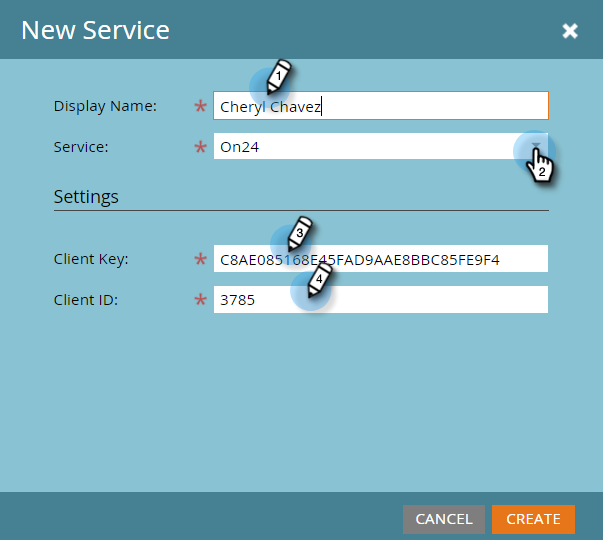 New Service
1
Display Name: * Cheryl Chavez
Service: * On24
2
Settings
3
Client Key: * C8AE085168E45FAD9AAE8BBC85FE9F4
4
Client ID: * 3785
CANCEL CREATE